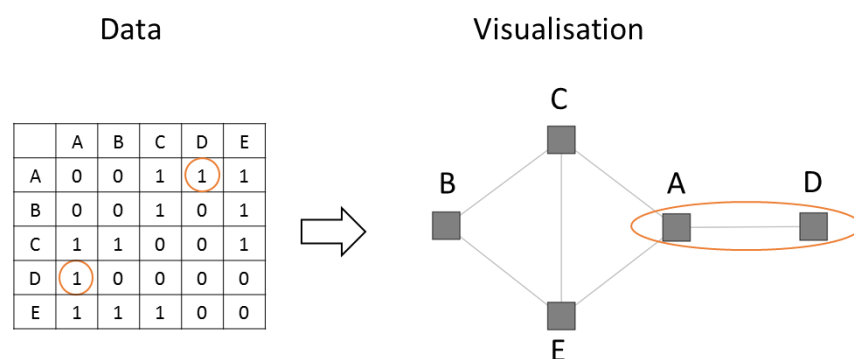 Data
Visualisation
A B C D E
A 0 0 1 1 1
B 0 0 1 0 1
C 1 1 0 0 1
D 1 0 0 0 0
E 1 1 1 0 0
C
B
A
D
E